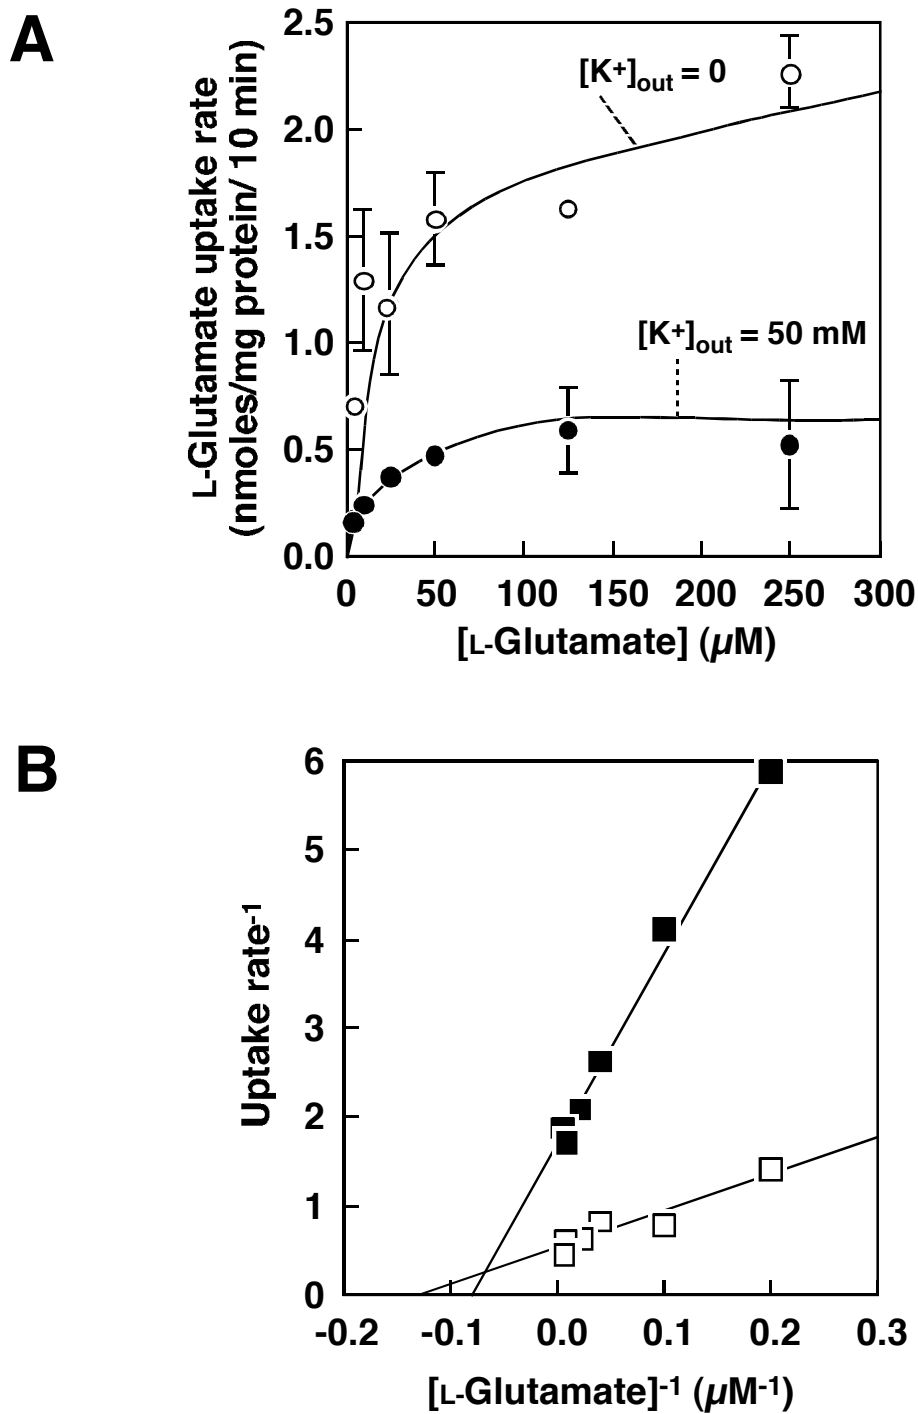 A
L-Glutamate uptake rate
(nmoles/mg protein/ 10 min)
2.5
2.0
1.5
1.0
0.5
0.0
[K+]out = 0
[K+]out = 50 mM
0 50 100 150 200 250 300
[L-Glutamate] (µM)
B
Uptake rate-1
6
5
4
3
2
1
0
-0.2 -0.1 0.0 0.1 0.2 0.3
[L-Glutamate]-1 (µM-1)